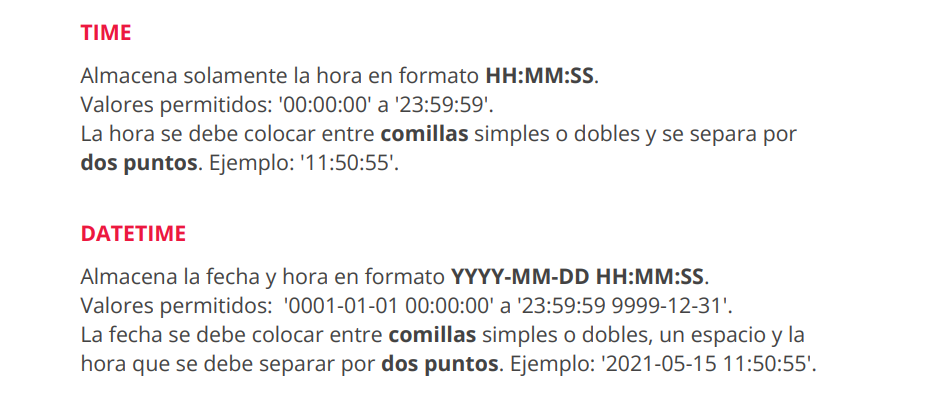 TIME
Almacena solamente la hora en formato HH:MM:SS.
Valores permitidos: '00:00:00' a '23:59:59'.
La hora se debe colocar entre comillas simples o dobles y se separa por
dos puntos. Ejemplo: '11:50:55'.
DATETIME
Almacena la fecha y hora en formato YYYY-MM-DD HH:MM:SS.
Valores permitidos:  '0001-01-01 00:00:00' a '23:59:59 9999-12-31'.
La fecha se debe colocar entre comillas simples o dobles, un espacio y la
hora que se debe separar por dos puntos. Ejemplo: '2021-05-15 11:50:55'.